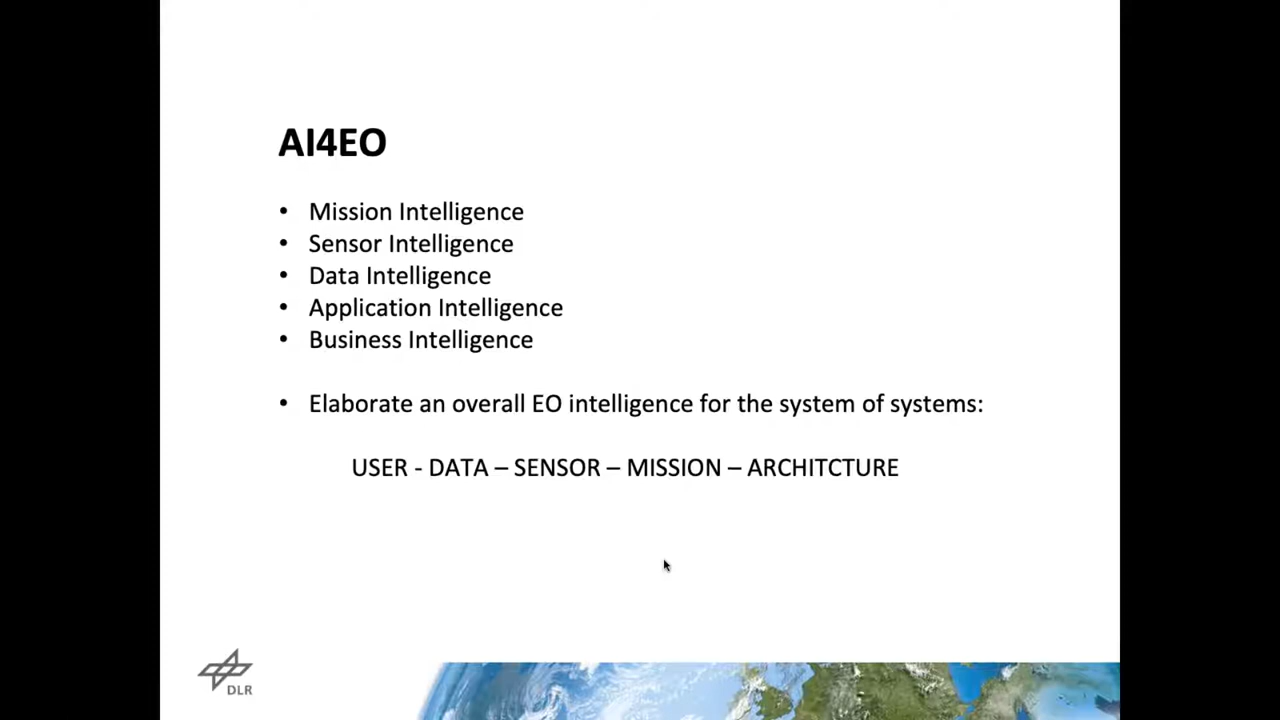 AI4EO
• Mission Intelligence
• Sensor Intelligence
• Data Intelligence
• Application Intelligence
• Business Intelligence
• Elaborate an overall EO intelligence for the system of systems:
USER - DATA – SENSOR – MISSION – ARCHITCTURE
DLR